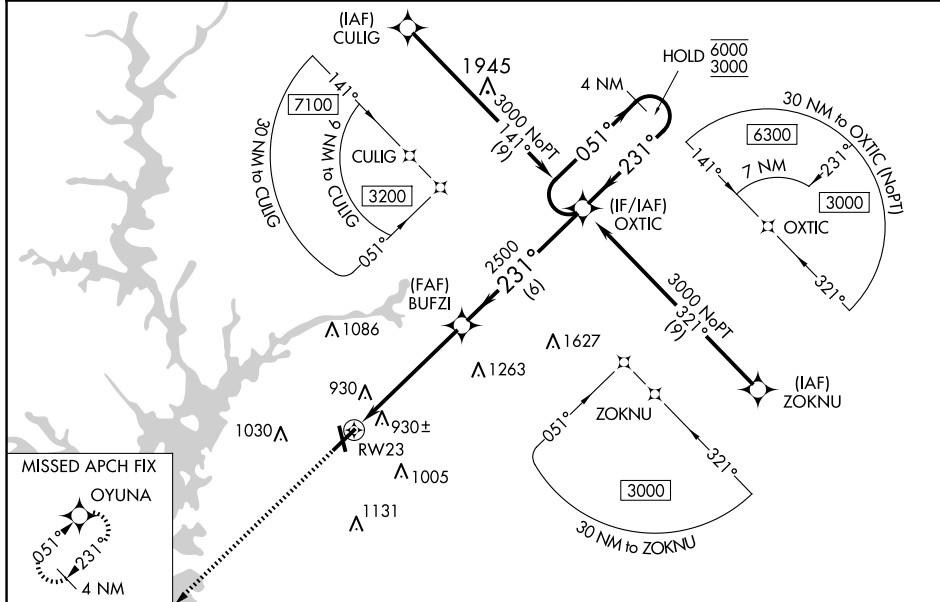 (IAF)
CULIG
1945
3000 NoPT
141°
(9)
HOLD 6000
3000
4 NM
051°
231°
(IF/IAF)
OXTIC
30 NM to CULIG
141°
7100
9 NM to CULIG
CULIG
3200
051°
30 NM to OXTIC (NoPT)
6300
141°
7 NM
231°
3000
OXTIC
321°
2500
231°
(6)
(FAF)
BUFZI
3000 NoPT
321°
(9)
(IAF)
ZOKNU
1086
1627
1263
930
930±
1030
RW23
1005
1131
ZOKNU
051°
321°
3000
30 NM to ZOKNU
MISSED APCH FIX
OYUNA
051°
231°
4 NM